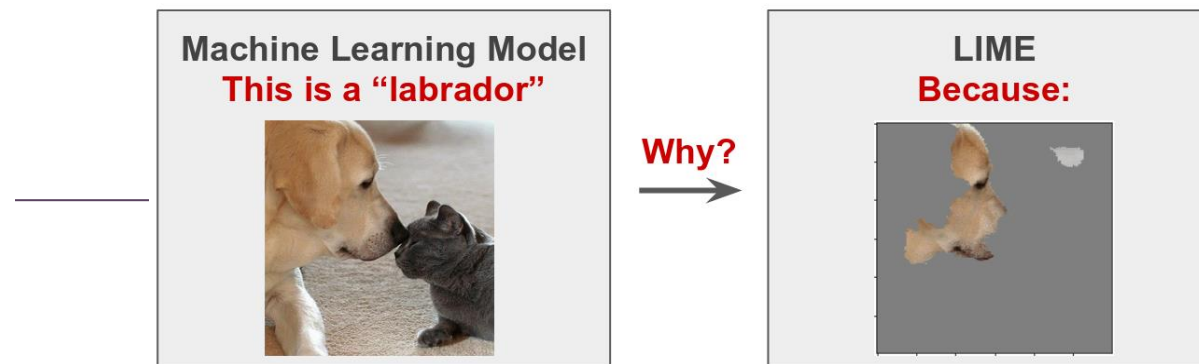 Machine Learning Model
This is a “labrador”
Why?
LIME
Because: